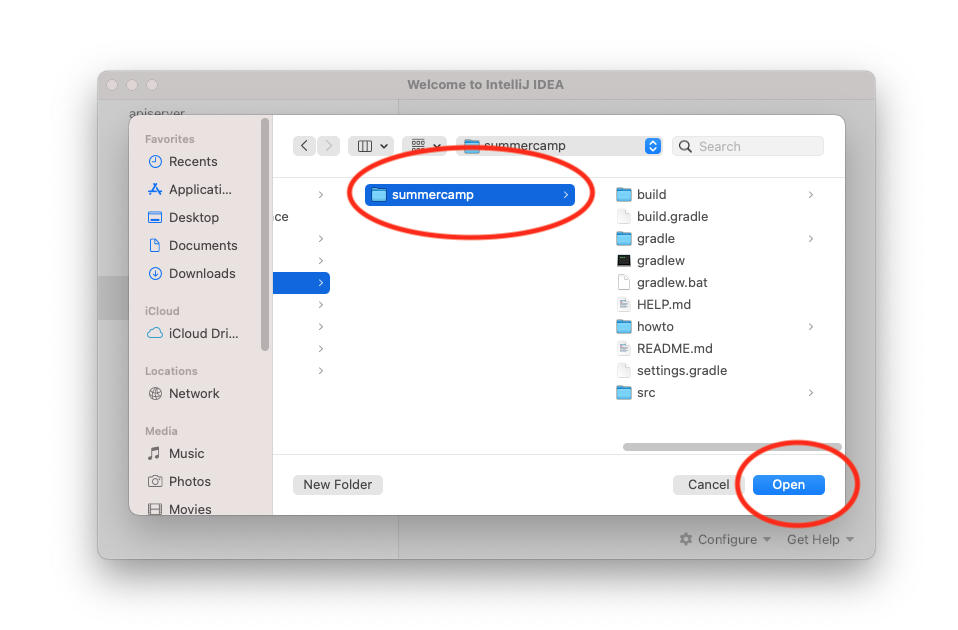 Welcome to IntelliJ IDEA
apiserver
summercamp
Search
Favorites
Recents
Applicati...
Desktop
Documents
Downloads
iCloud
iCloud Dri...
Locations
Network
Media
Music
Photos
Movies
ce
summercamp
build
build.gradle
gradle
gradlew
gradlew.bat
HELP.md
howto
README.md
settings.gradle
src
New Folder
Cancel
Open
Configure
Get Help